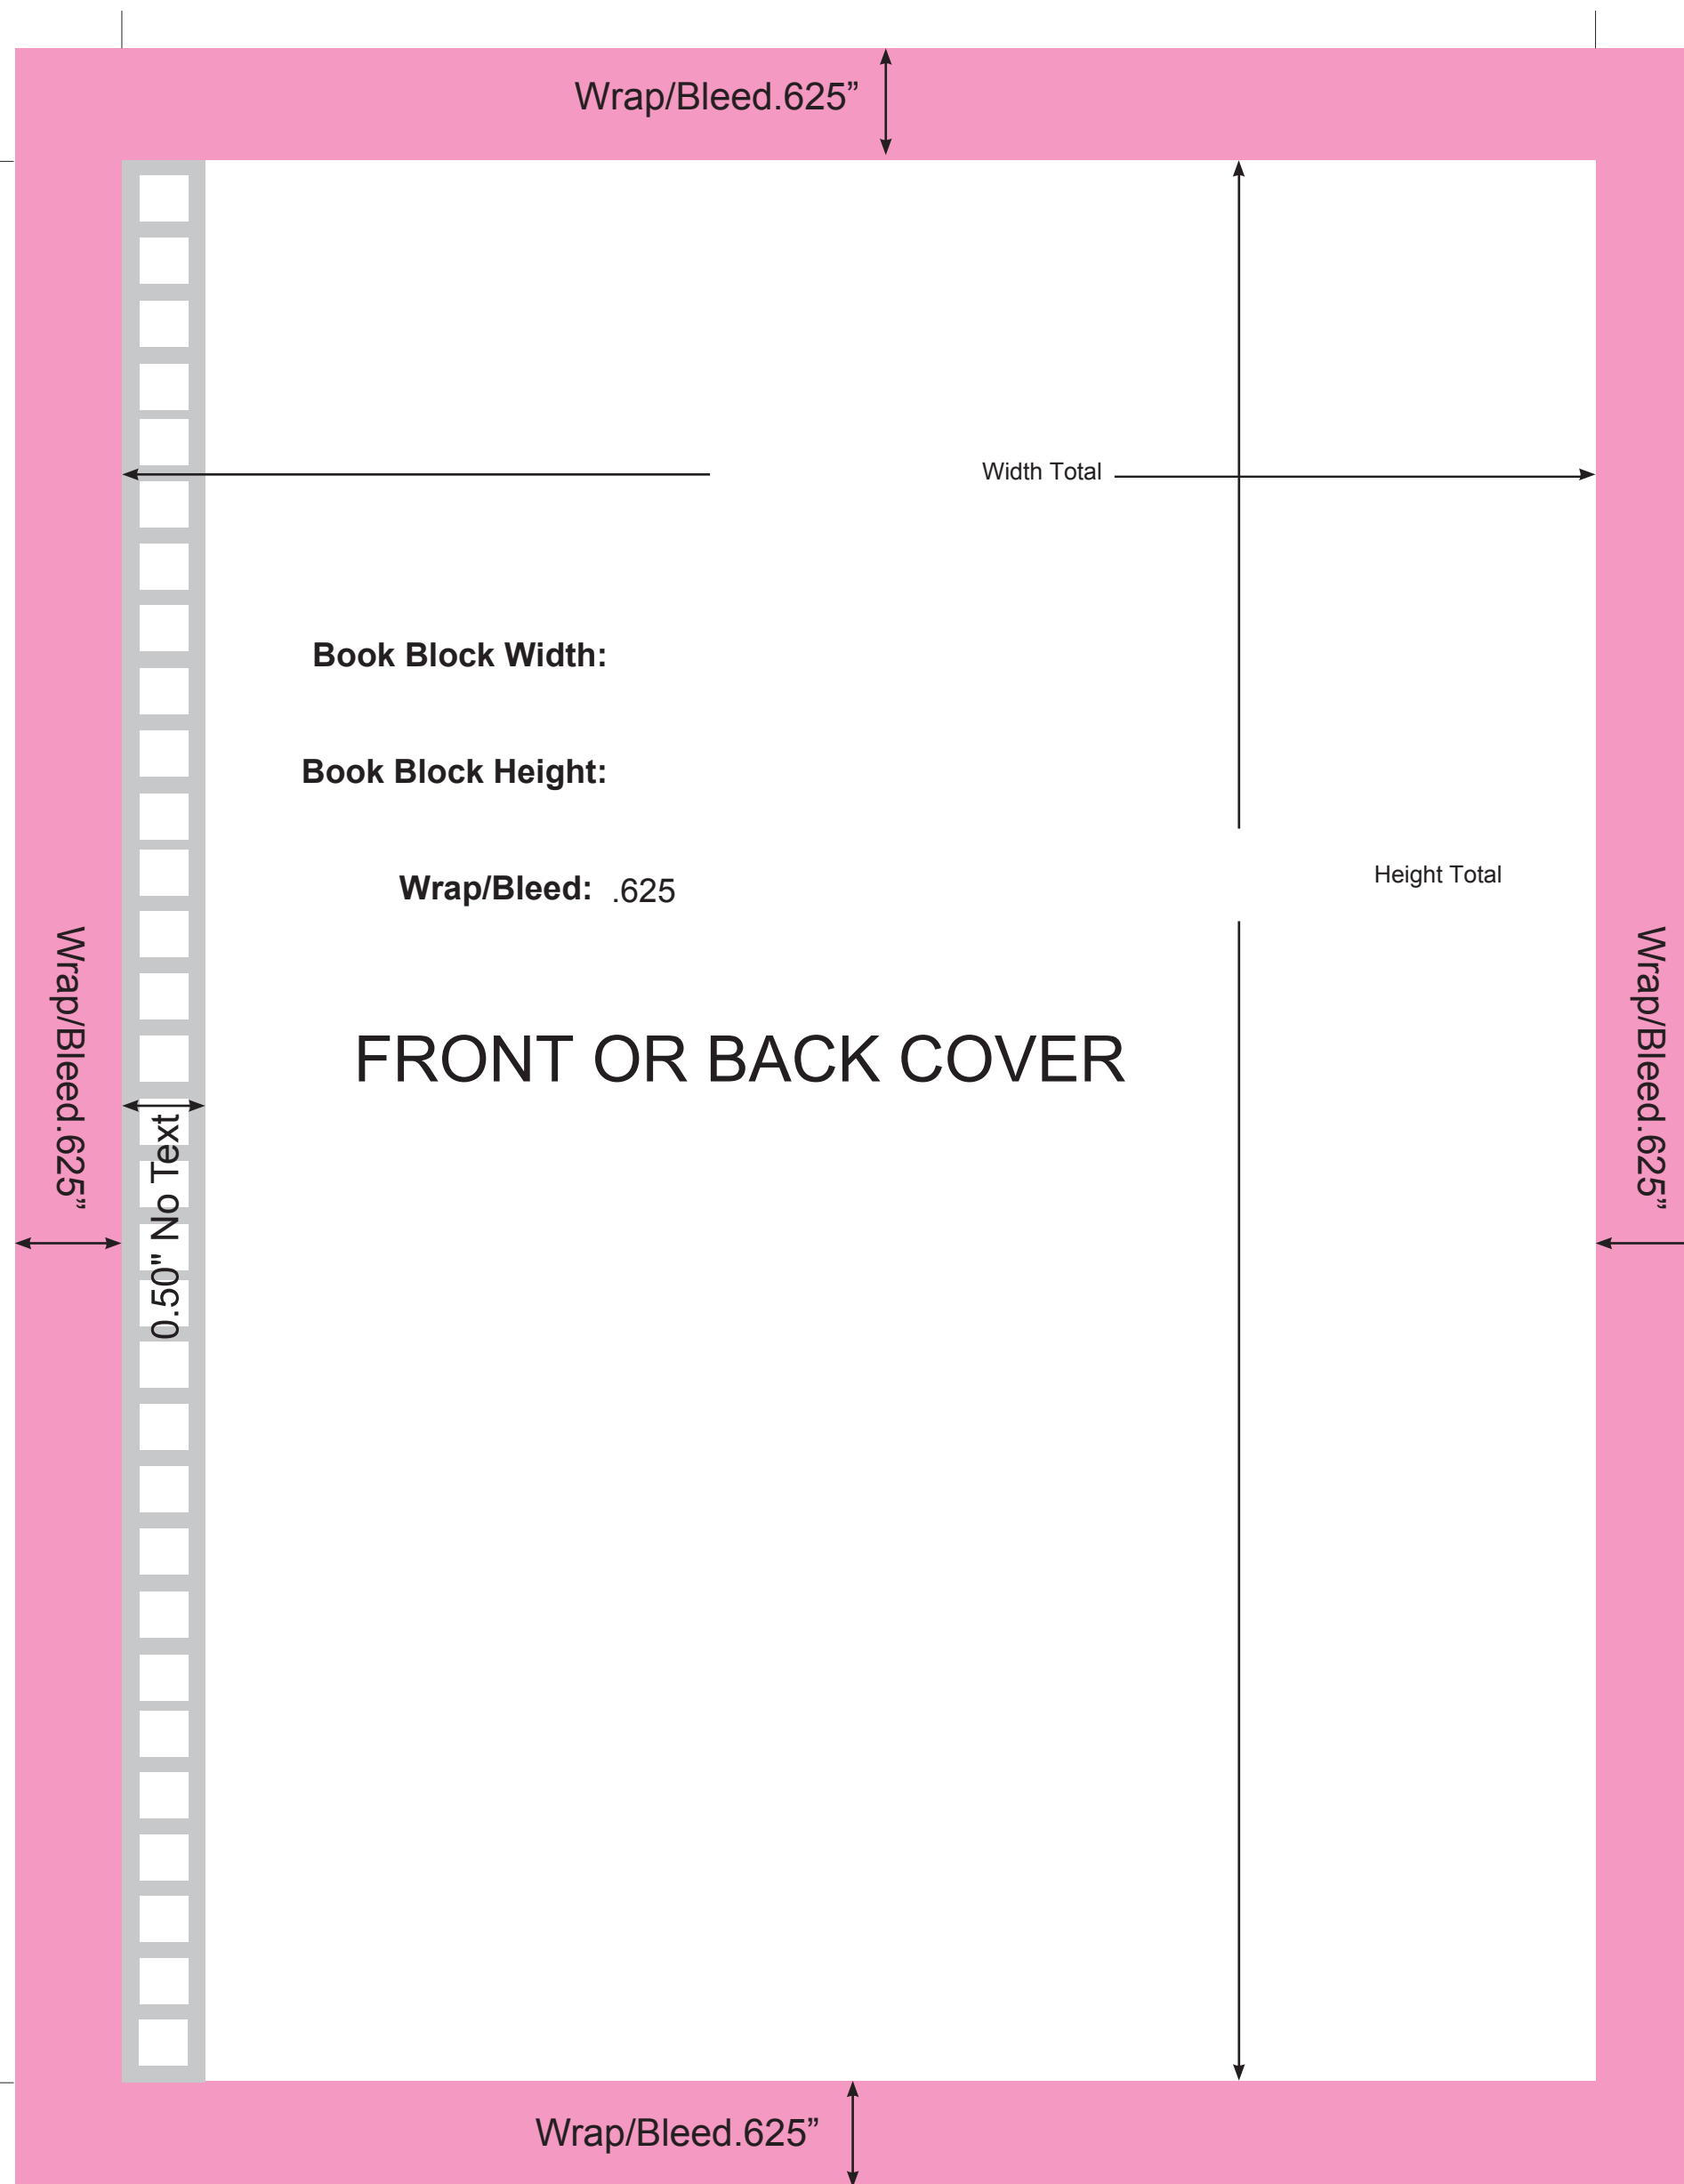 Wrap/Bleed.625”
Width Total
Book Block Width:
Book Block Height:
Wrap/Bleed: .625
Height Total
Wrap/Bleed.625”
Wrap/Bleed.625”
FRONT OR BACK COVER
0.50" No Text
Wrap/Bleed.625”